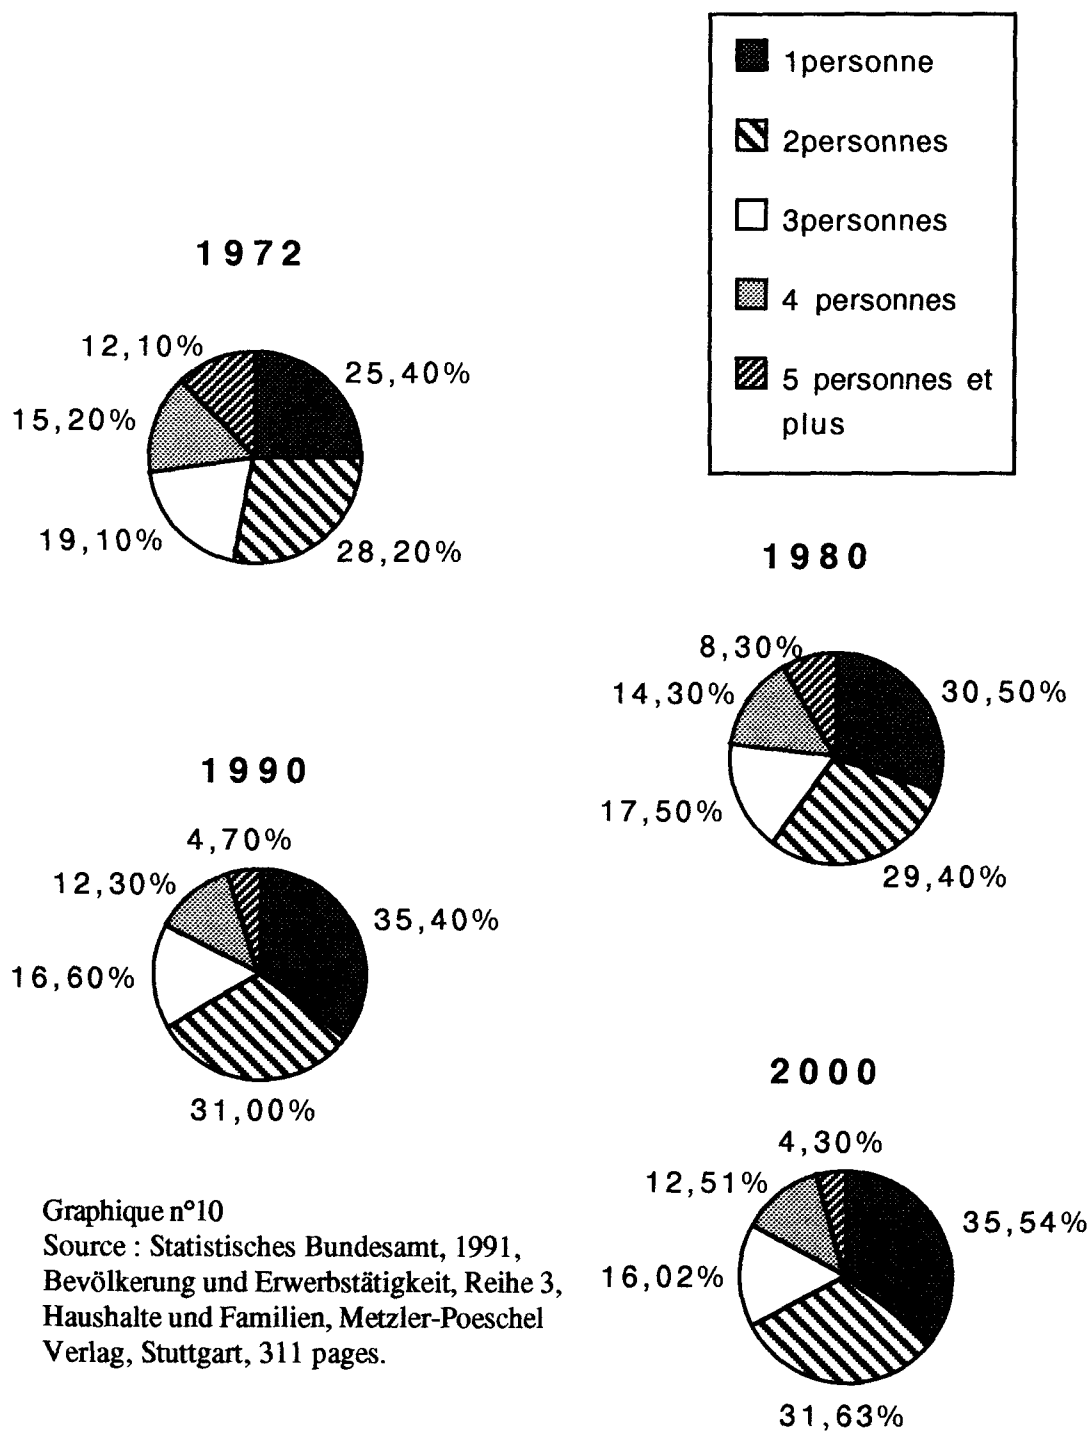 1personne
2personnes
3personnes
4 personnes
5 personnes et
plus
1972
12,10%
25,40%
15,20%
19,10%
28,20%
1980
8,30%
30,50%
14,30%
17,50%
29,40%
1990
4,70%
12,30%
35,40%
16,60%
31,00%
2000
4,30%
12,51%
35,54%
16,02%
31,63%
Graphique n°10
Source : Statistisches Bundesamt, 1991,
Bevölkerung und Erwerbstätigkeit, Reihe 3,
Haushalte und Familien, Metzler-Poeschel
Verlag, Stuttgart, 311 pages.